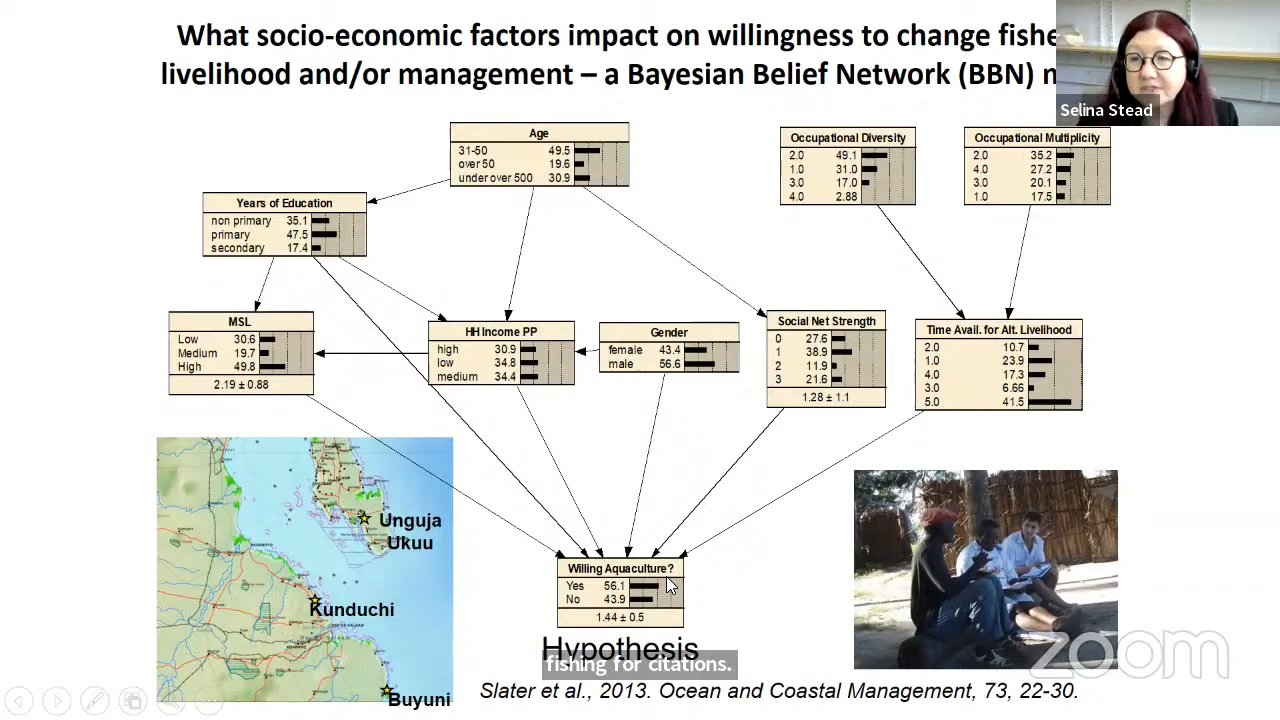 What socio-economic factors impact on willingness to change fishe
livelihood and/or management – a Bayesian Belief Network (BBN) m
Selina Stead
Age
31-50 49.5
over 50 19.6
under over 500 30.9
Occupational Diversity
2.0 49.1
1.0 31.0
3.0 17.0
4.0 2.88
Occupational Multiplicity
2.0 35.2
4.0 27.2
3.0 20.1
1.0 17.5
Years of Education
non primary 35.1
primary 47.5
secondary 17.4
MSL
Low 30.6
Medium 19.7
High 49.8
2.19 ± 0.88
HH Income PP
high 30.9
low 34.8
medium 34.4
Gender
female 43.4
male 56.6
Social Net Strength
0 27.6
1 38.9
2 11.9
3 21.6
1.28 ± 1.1
Time Avail. for Alt. Livelihood
2.0 10.7
1.0 23.9
4.0 17.3
3.0 6.66
5.0 41.5
Unguja
Ukuu
Kunduchi
Buyuni
Willing Aquaculture?
Yes 56.1
No 43.9
1.44 ± 0.5
Hypothesis
fishing for citations.
Slater et al., 2013. Ocean and Coastal Management, 73, 22-30.
zoom